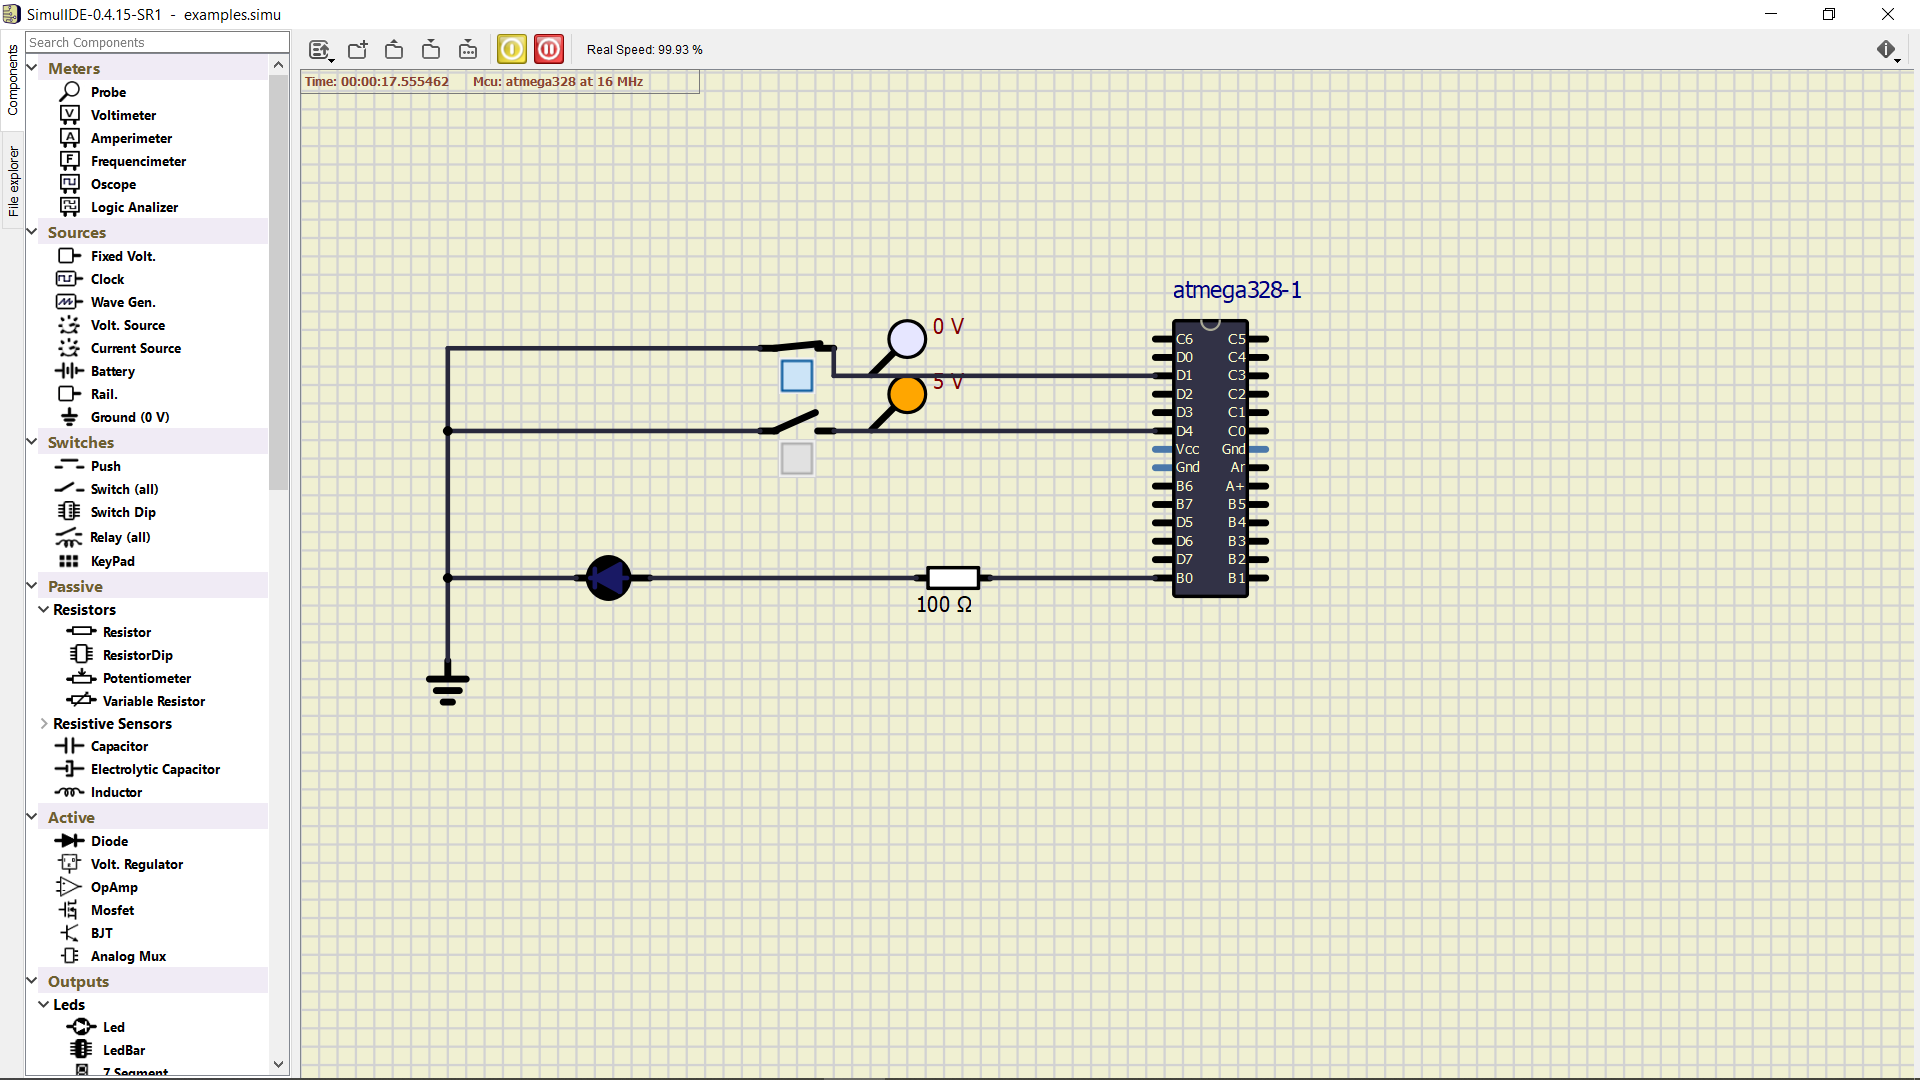 SimulIDE-0.4.15-SR1 - examples.simu
Components
File explorer
Search Components
Real Speed: 99.93 %
Time: 00:00:17.555462 Mcu: atmega328 at 16 MHz
Meters
Probe
Voltimeter
Amperimeter
Frequencimeter
Oscope
Logic Analizer
Sources
Fixed Volt.
Clock
Wave Gen.
Volt. Source
Current Source
Battery
Rail.
Ground (0 V)
Switches
Push
Switch (all)
Switch Dip
Relay (all)
KeyPad
Passive
Resistors
Resistor
ResistorDip
Potentiometer
Variable Resistor
Resistive Sensors
Capacitor
Electrolytic Capacitor
Inductor
Active
Diode
Volt. Regulator
OpAmp
Mosfet
BJT
Analog Mux
Outputs
Leds
Led
LedBar
7 Segment
0 V
5 V
100 Ω
atmega328-1
C6 C5
D0 C4
D1 C3
D2 C2
D3 C1
D4 C0
Vcc Gnd
Gnd Ar
B6 A+
B7 B5
D5 B4
D6 B3
D7 B2
B0 B1